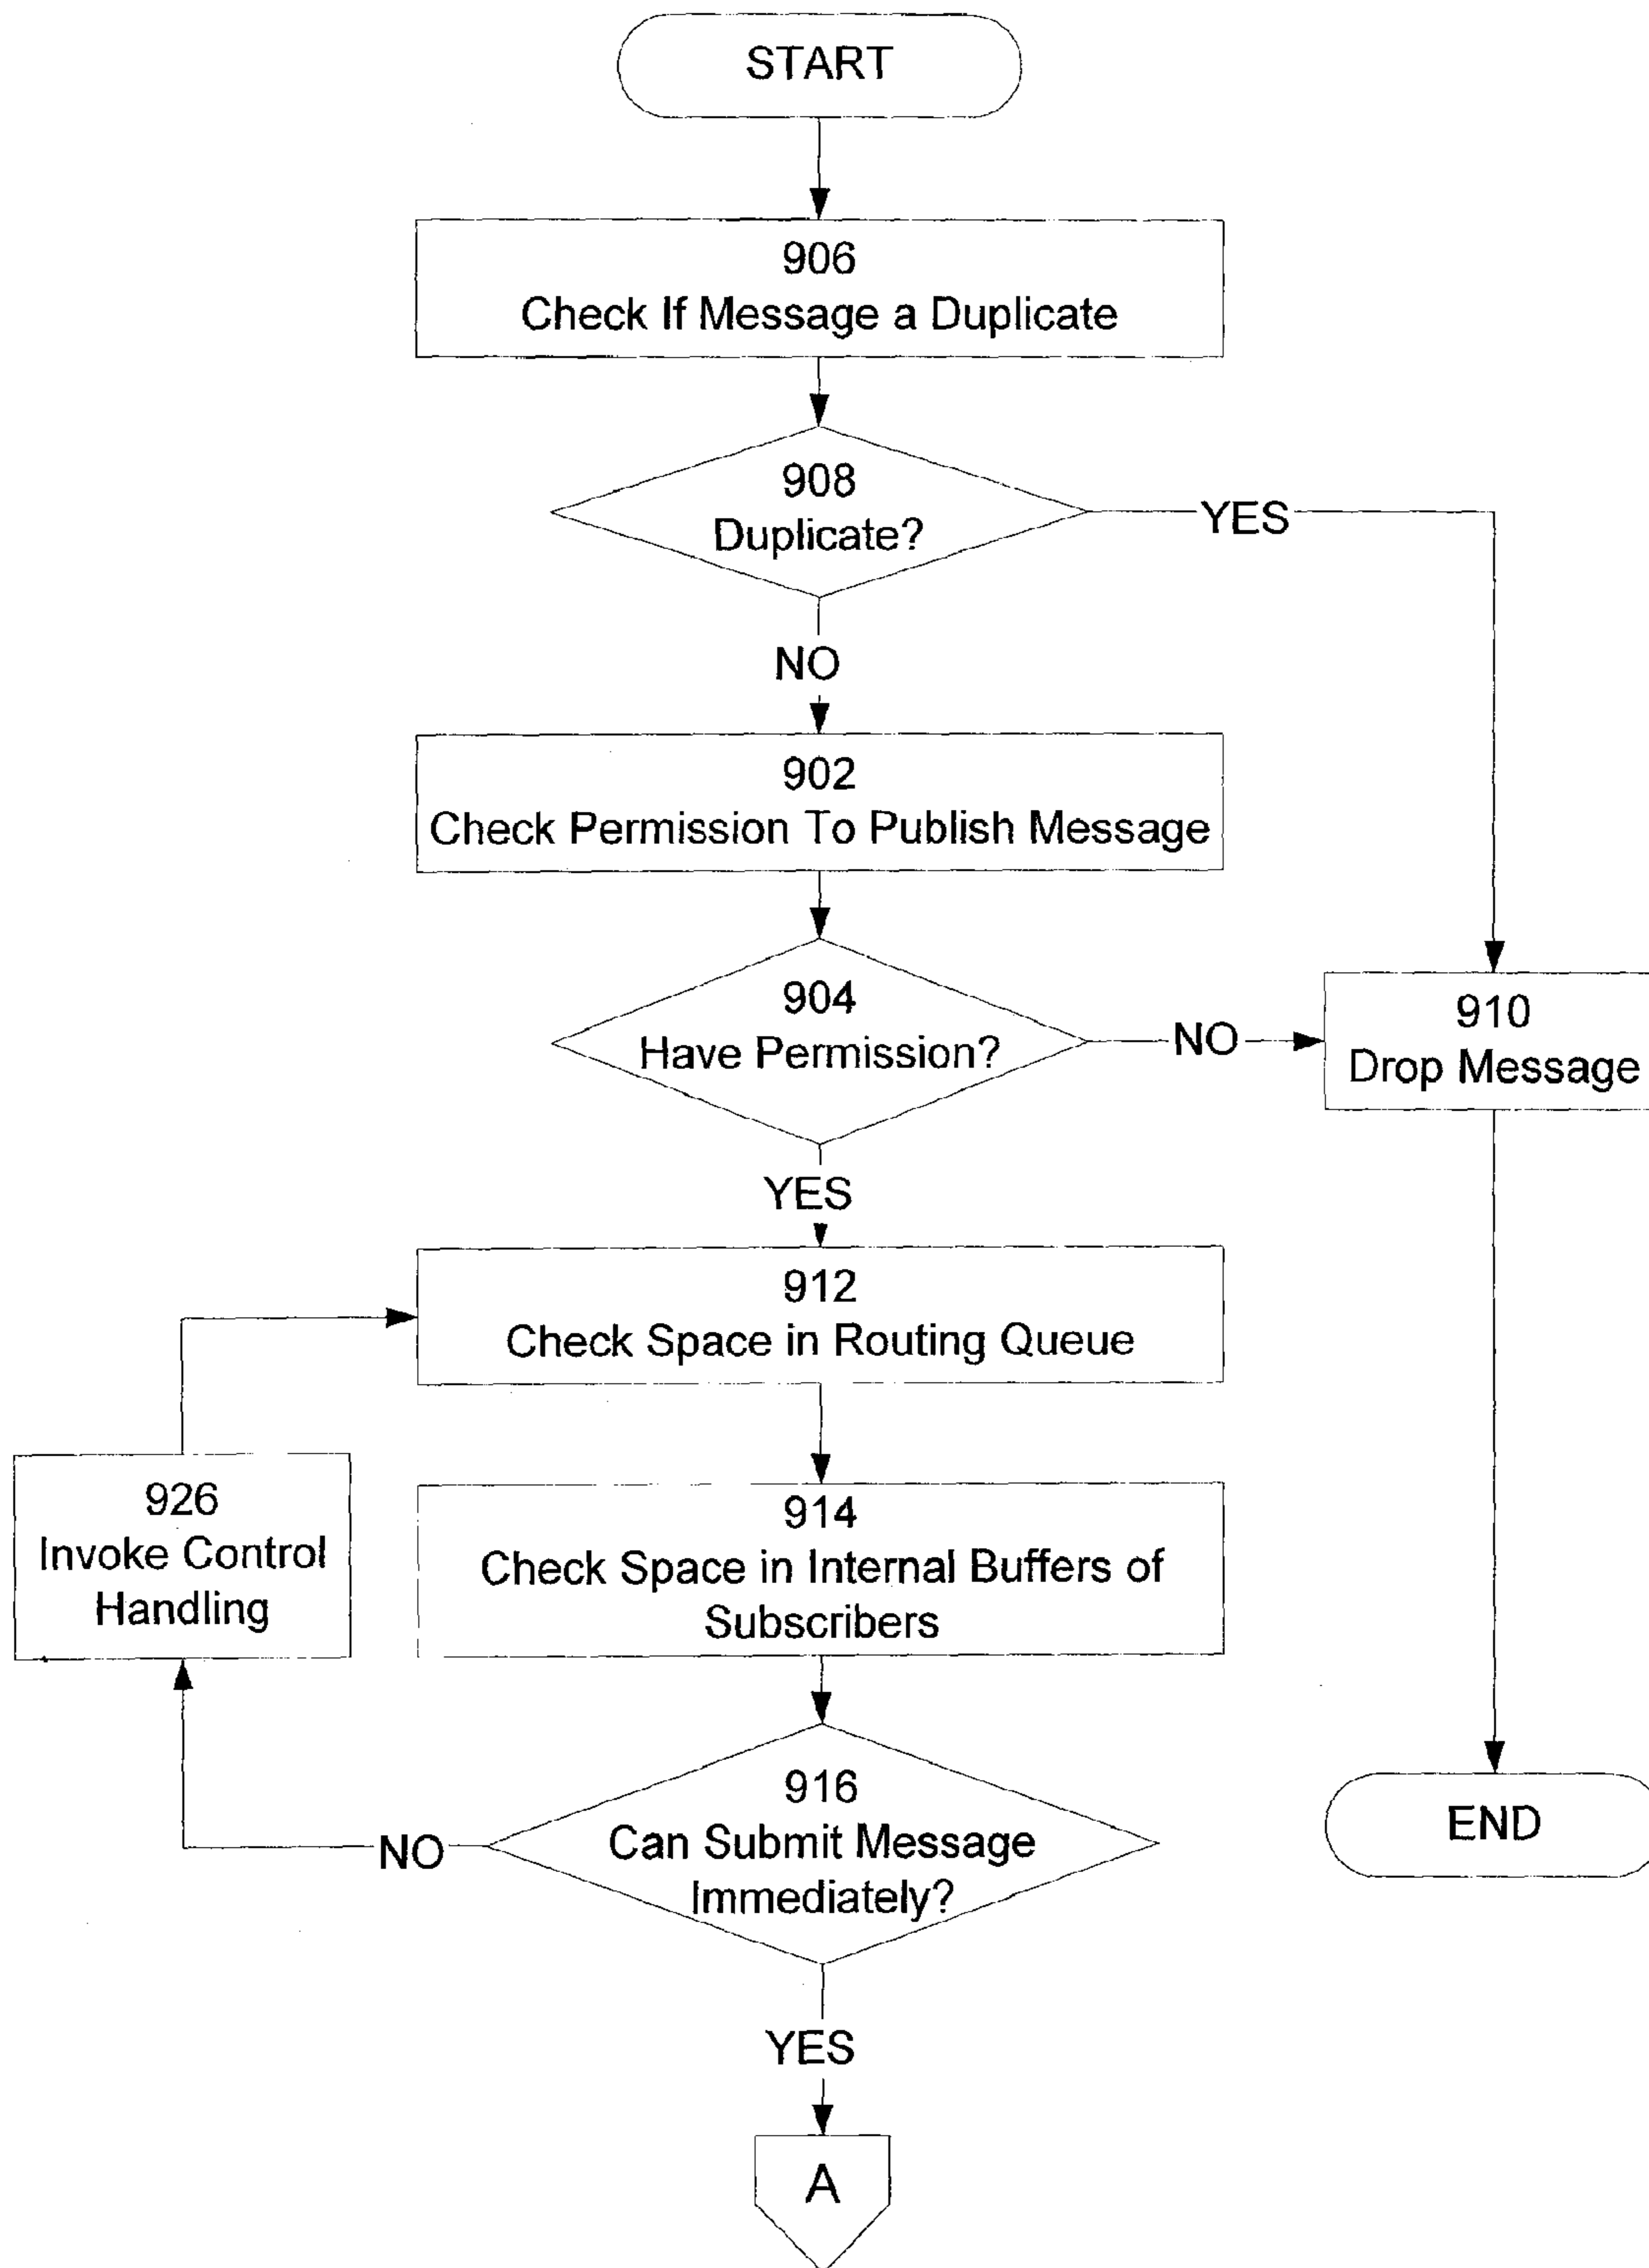 START
906
Check If Message a Duplicate
908
Duplicate?
YES
NO
902
Check Permission To Publish Message
904
Have Permission?
NO
910
Drop Message
YES
912
Check Space in Routing Queue
926
Invoke Control
Handling
914
Check Space in Internal Buffers of
Subscribers
916
Can Submit Message
Immediately?
NO
END
YES
A